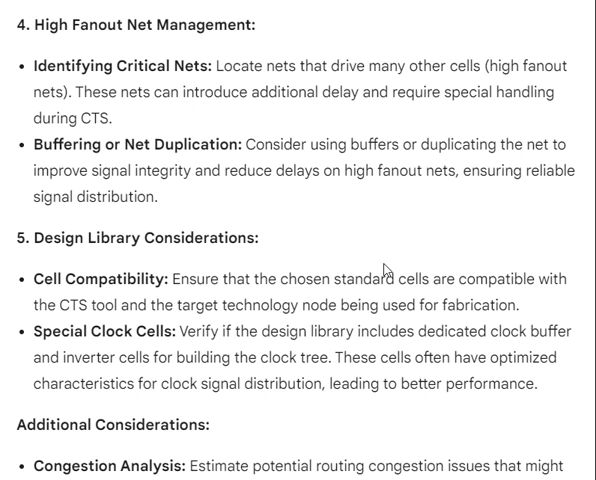 4. High Fanout Net Management:
• Identifying Critical Nets: Locate nets that drive many other cells (high fanout
nets). These nets can introduce additional delay and require special handling
during CTS.
• Buffering or Net Duplication: Consider using buffers or duplicating the net to
improve signal integrity and reduce delays on high fanout nets, ensuring reliable
signal distribution.
5. Design Library Considerations:
• Cell Compatibility: Ensure that the chosen standard cells are compatible with
the CTS tool and the target technology node being used for fabrication.
• Special Clock Cells: Verify if the design library includes dedicated clock buffer
and inverter cells for building the clock tree. These cells often have optimized
characteristics for clock signal distribution, leading to better performance.
Additional Considerations:
• Congestion Analysis: Estimate potential routing congestion issues that might